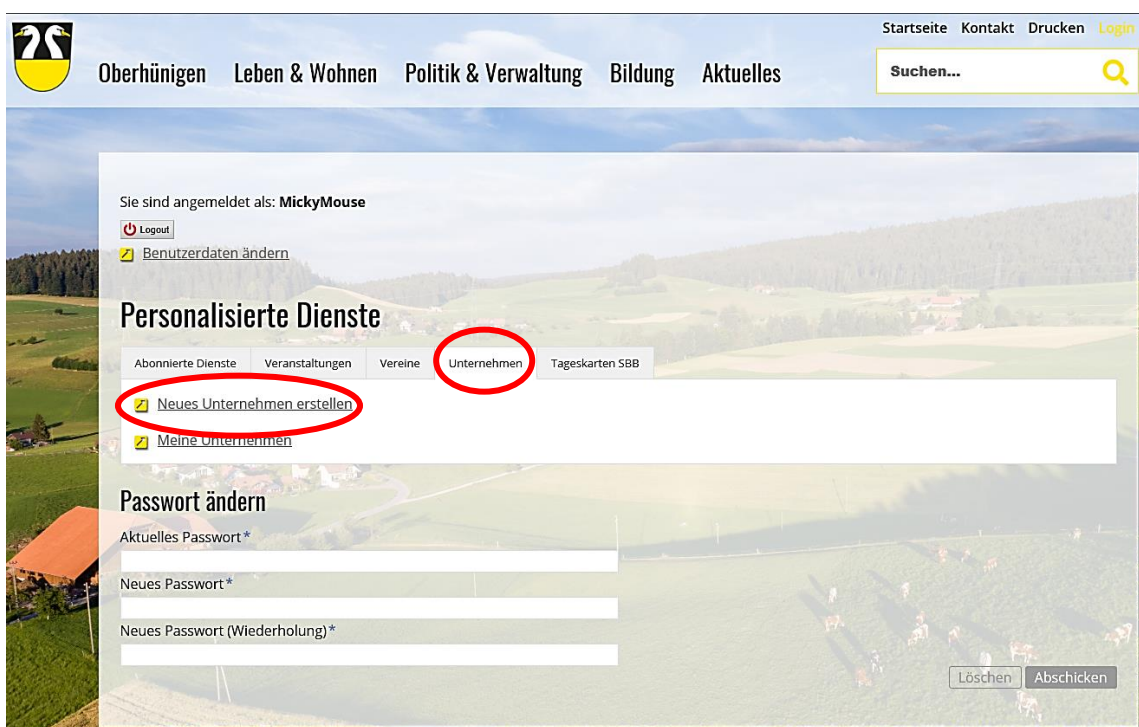 Startseite Kontakt Drucken Login
Oberhünigen Leben & Wohnen Politik & Verwaltung Bildung Aktuelles
Suchen...
Sie sind angemeldet als: MickyMouse
Logout
Benutzerdaten ändern
Personalisierte Dienste
Abonnierte Dienste Veranstaltungen Vereine Unternehmen Tageskarten SBB
Neues Unternehmen erstellen
Meine Unternehmen
Passwort ändern
Aktuelles Passwort*
Neues Passwort*
Neues Passwort (Wiederholung)*
Löschen Abschicken